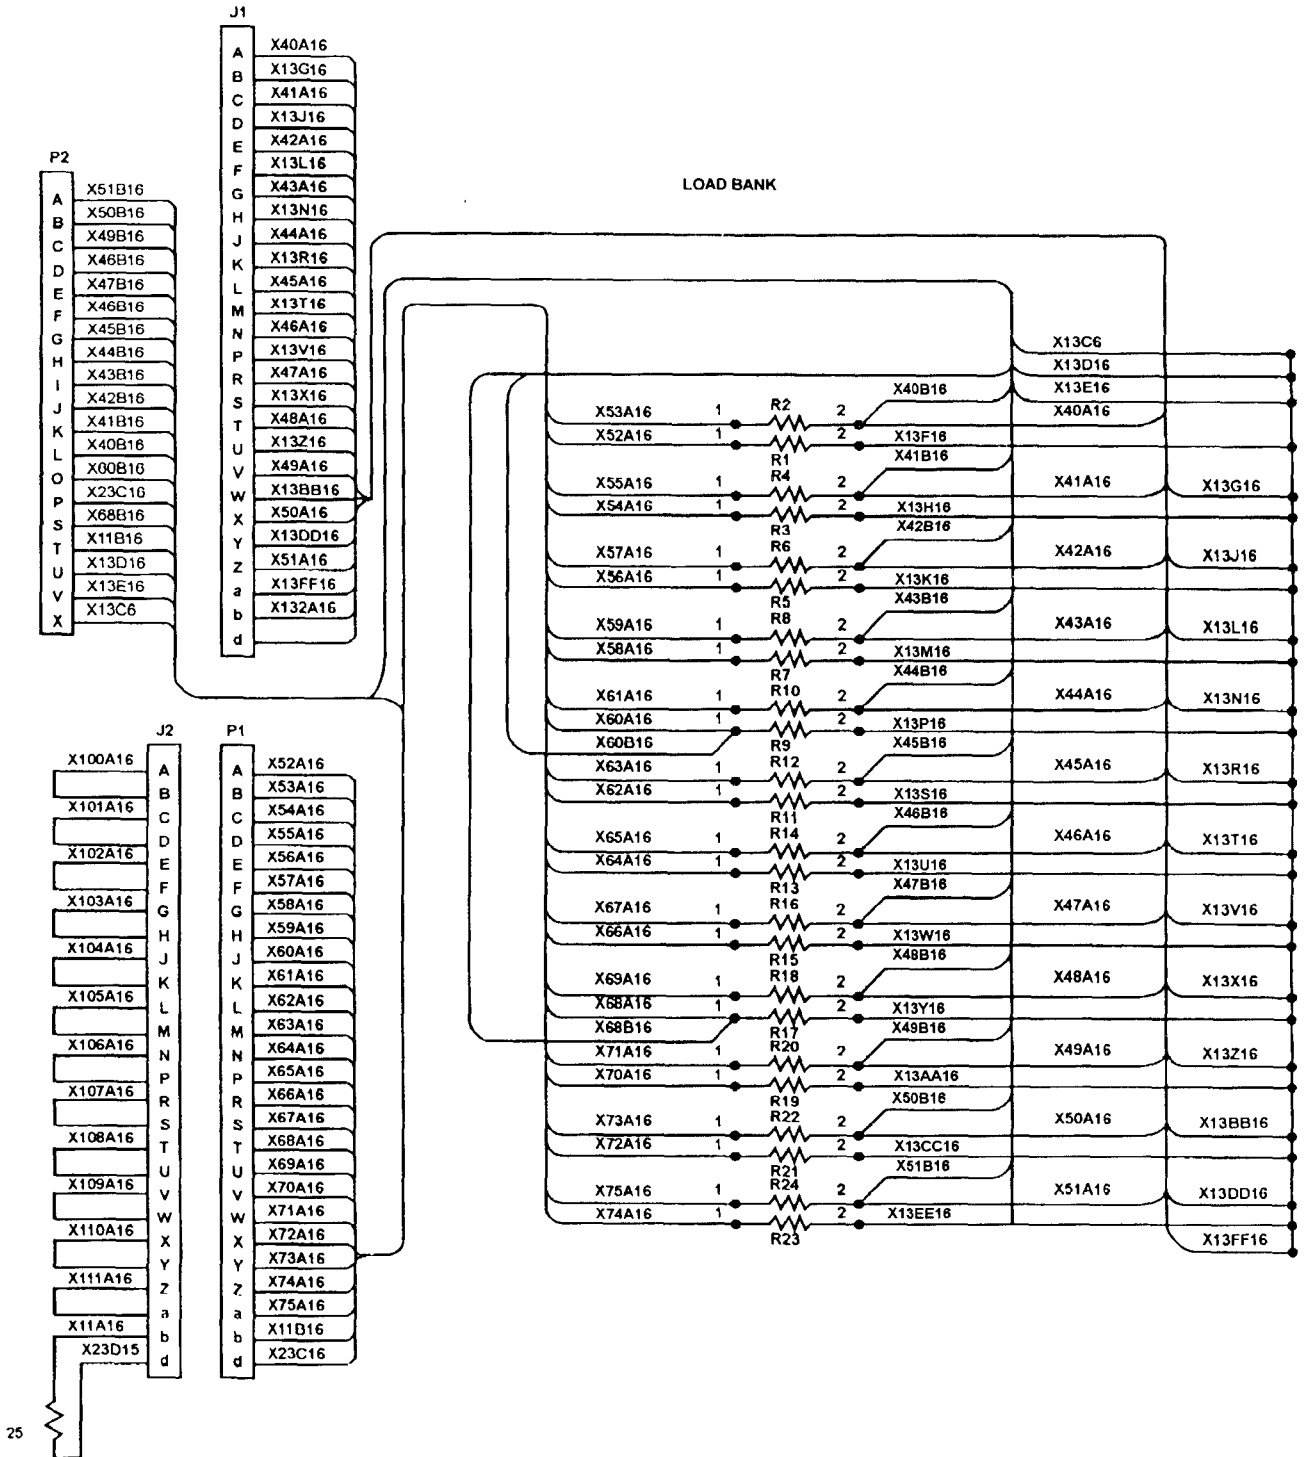 J1
A X40A16
B X13G16
C X41A16
D X13J16
E X42A16
F X13L16
G X43A16
H X13N16
J X44A16
K X13R16
L X45A16
M X13T16
N X46A16
P X13V16
R X47A16
S X13X16
T X48A16
U X13Z16
V X49A16
W X13BB16
X X50A16
Y X13DD16
Z X51A16
a X13FF16
b X132A16
d
P2
A X51B16
B X50B16
C X49B16
D X46B16
E X47B16
F X46B16
G X45B16
H X44B16
I X43B16
J X42B16
K X41B16
L X40B16
O X60B16
P X23C16
S X68B16
T X11B16
U X13D16
V X13E16
X X13C6
LOAD BANK
X13C6
X13D16
X13E16
X40B16
X40A16
X53A16 1 R2 2
X52A16 1 R1 2 X13F16
X41B16
X55A16 1 R4 2 X41A16 X13G16
X54A16 1 R3 2 X13H16
X42B16
X57A16 1 R6 2 X42A16 X13J16
X56A16 1 R5 2 X13K16
X43B16
X59A16 1 R8 2 X43A16 X13L16
X58A16 1 R7 2 X13M16
X44B16
X61A16 1 R10 2 X44A16 X13N16
X60A16 1 R9 2 X13P16
X60B16 X45B16
X63A16 1 R12 2 X45A16 X13R16
X62A16 1 R11 2 X13S16
X46B16
X65A16 1 R14 2 X46A16 X13T16
X64A16 1 R13 2 X13U16
X47B16
X67A16 1 R16 2 X47A16 X13V16
X66A16 1 R15 2 X13W16
X48B16
X69A16 1 R18 2 X48A16 X13X16
X68A16 1 R17 2 X13Y16
X68B16 X49B16
X71A16 1 R20 2 X49A16 X13Z16
X70A16 1 R19 2 X13AA16
X50B16
X73A16 1 R22 2 X50A16 X13BB16
X72A16 1 R21 2 X13CC16
X51B16
X75A16 1 R24 2 X51A16 X13DD16
X74A16 1 R23 2 X13EE16
X13FF16
J2
X100A16 A
B
X101A16 C
D
X102A16 E
F
X103A16 G
H
X104A16 J
K
X105A16 L
M
X106A16 N
P
X107A16 R
S
X108A16 T
U
X109A16 V
W
X110A16 X
Y
X111A16 Z
a
X11A16 b
X23D15 d
25
P1
A X52A16
B X53A16
C X54A16
D X55A16
E X56A16
F X57A16
G X58A16
H X59A16
J X60A16
K X61A16
L X62A16
M X63A16
N X64A16
P X65A16
R X66A16
S X67A16
T X68A16
U X69A16
V X70A16
W X71A16
X X72A16
Y X73A16
Z X74A16
a X75A16
b X11B16
d X23C16